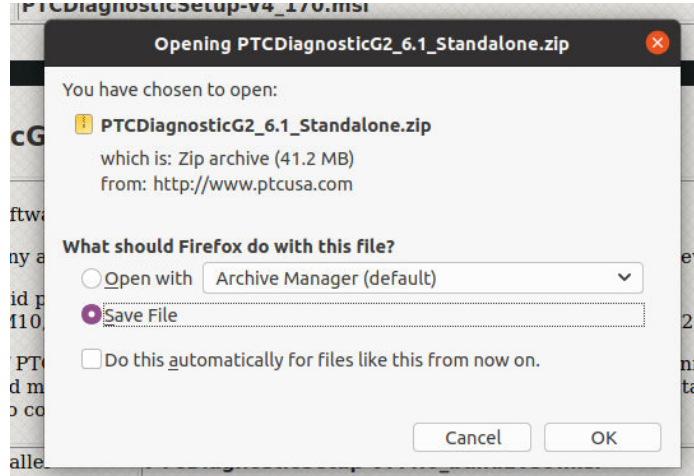 PTCDiagnosticSetup-V4_170.msi
Opening PTCDiagnosticG2_6.1_Standalone.zip
You have chosen to open:
PTCDiagnosticG2_6.1_Standalone.zip
which is: Zip archive (41.2 MB)
from: http://www.ptcusa.com
What should Firefox do with this file?
Open with
Archive Manager (default)
Save File
Do this automatically for files like this from now on.
Cancel
OK